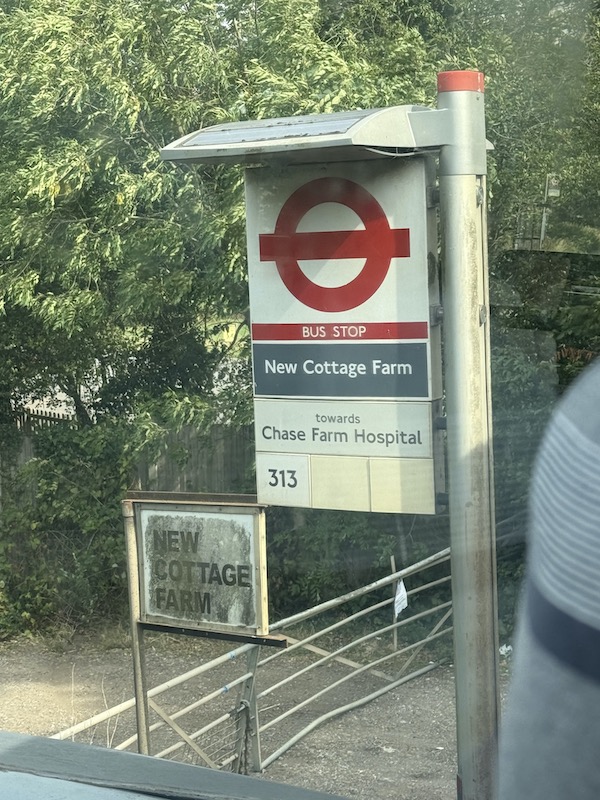 BUS STOP
New Cottage Farm
towards
Chase Farm Hospital
313
NEW
COTTAGE
FARM